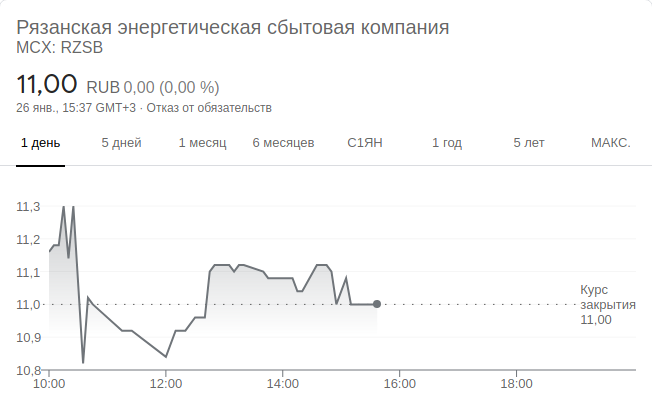 Рязанская энергетическая сбытовая компания
MCX: RZSB
11,00 RUB 0,00 (0,00 %)
26 янв., 15:37 GMT+3 · Отказ от обязательств
1 день 5 дней 1 месяц 6 месяцев С1ЯН 1 год 5 лет МАКС.
11,3
11,2
11,1
11,0
10,9
10,8
Курс
закрытия
11,00
10:00 12:00 14:00 16:00 18:00